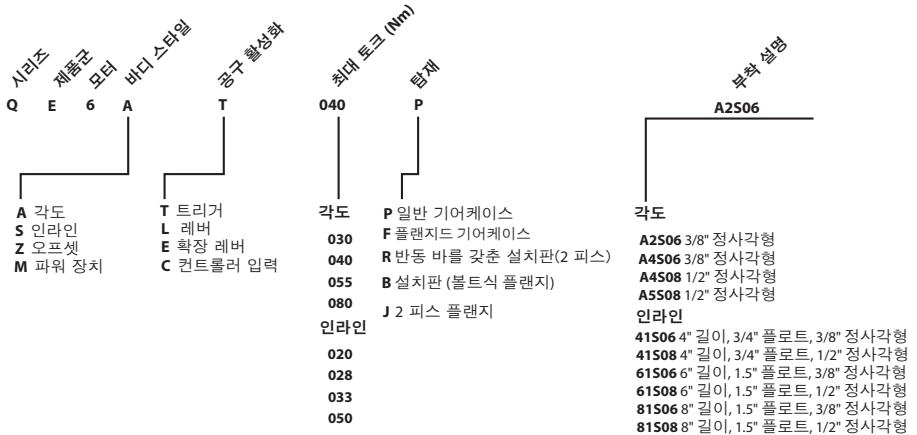 시리즈 제품군 모터 바디 스타일 공구 활성화 최대 토크 (Nm) 탑재 부착 설명
Q E 6 A T 040 P A2S06
A 각도
S 인라인
Z 오프셋
M 파워 장치
T 트리거
L 레버
E 확장 레버
C 컨트롤러 입력
각도
030
040
055
080
인라인
020
028
033
050
P 일반 기어케이스
F 플랜지드 기어케이스
R 반동 바를 갖춘 설치판(2 피스)
B 설치판 (볼트식 플랜지)
J 2 피스 플랜지
각도
A2S06 3/8" 정사각형
A4S06 3/8" 정사각형
A4S08 1/2" 정사각형
A5S08 1/2" 정사각형
인라인
41S06 4" 길이, 3/4" 플로트, 3/8" 정사각형
41S08 4" 길이, 3/4" 플로트, 1/2" 정사각형
61S06 6" 길이, 1.5" 플로트, 3/8" 정사각형
61S08 6" 길이, 1.5" 플로트, 1/2" 정사각형
81S06 8" 길이, 1.5" 플로트, 3/8" 정사각형
81S08 8" 길이, 1.5" 플로트, 1/2" 정사각형